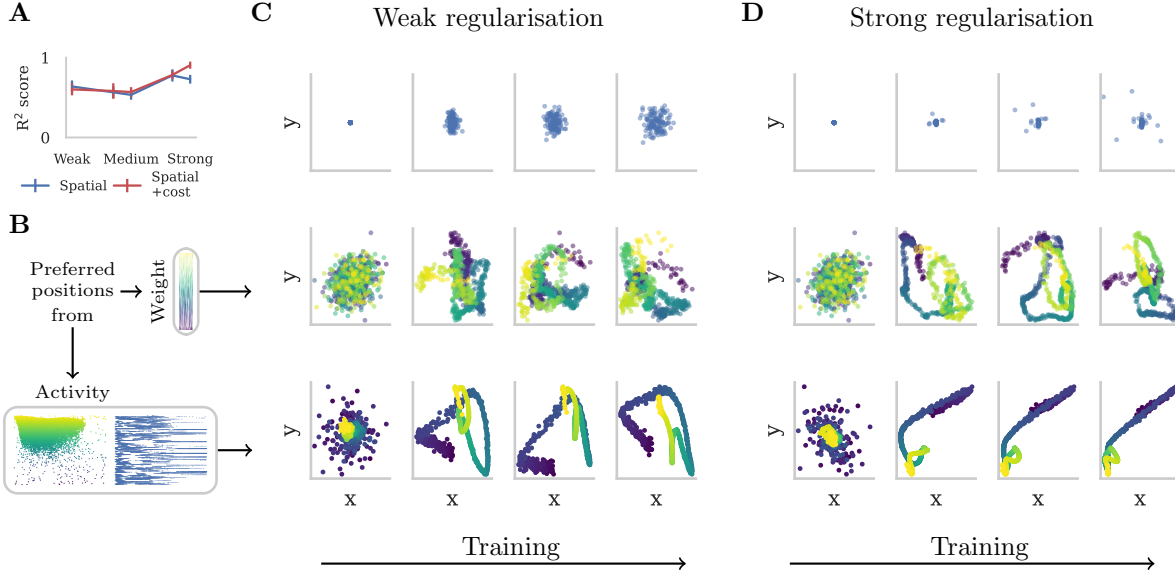 A
1
R² score
0
Weak Medium Strong
Spatial
Spatial
+cost
B
Preferred
positions
from
Weight
Activity
C
Weak regularisation
y
y
y
x x x x
Training
D
Strong regularisation
y
y
y
x x x x
Training